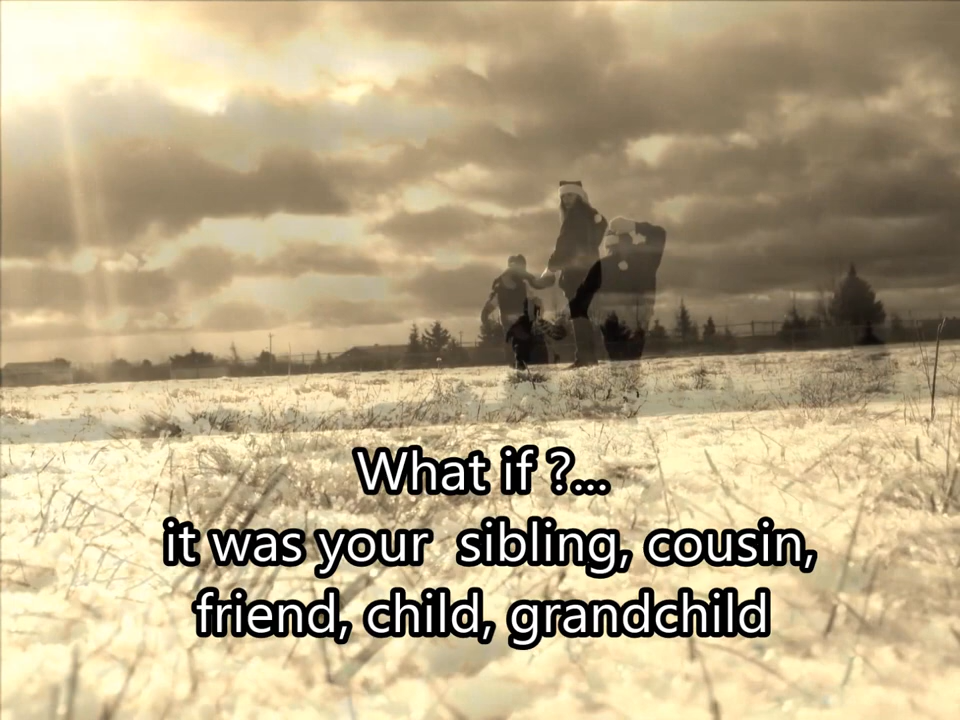 What if ?...
it was your  sibling, cousin,
friend, child, grandchild